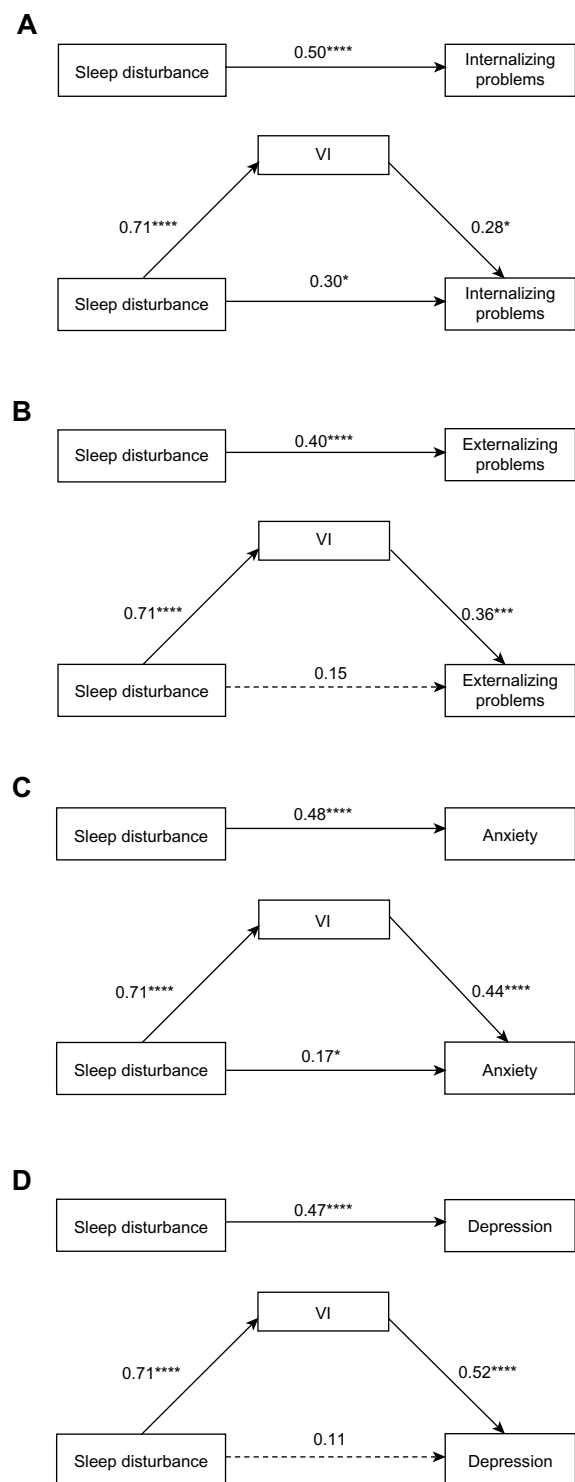 A
Sleep disturbance
0.50****
Internalizing
problems
VI
0.71****
0.28*
Sleep disturbance
0.30*
Internalizing
problems
B
Sleep disturbance
0.40****
Externalizing
problems
VI
0.71****
0.36***
Sleep disturbance
0.15
Externalizing
problems
C
Sleep disturbance
0.48****
Anxiety
VI
0.71****
0.44****
Sleep disturbance
0.17*
Anxiety
D
Sleep disturbance
0.47****
Depression
VI
0.71****
0.52****
Sleep disturbance
0.11
Depression